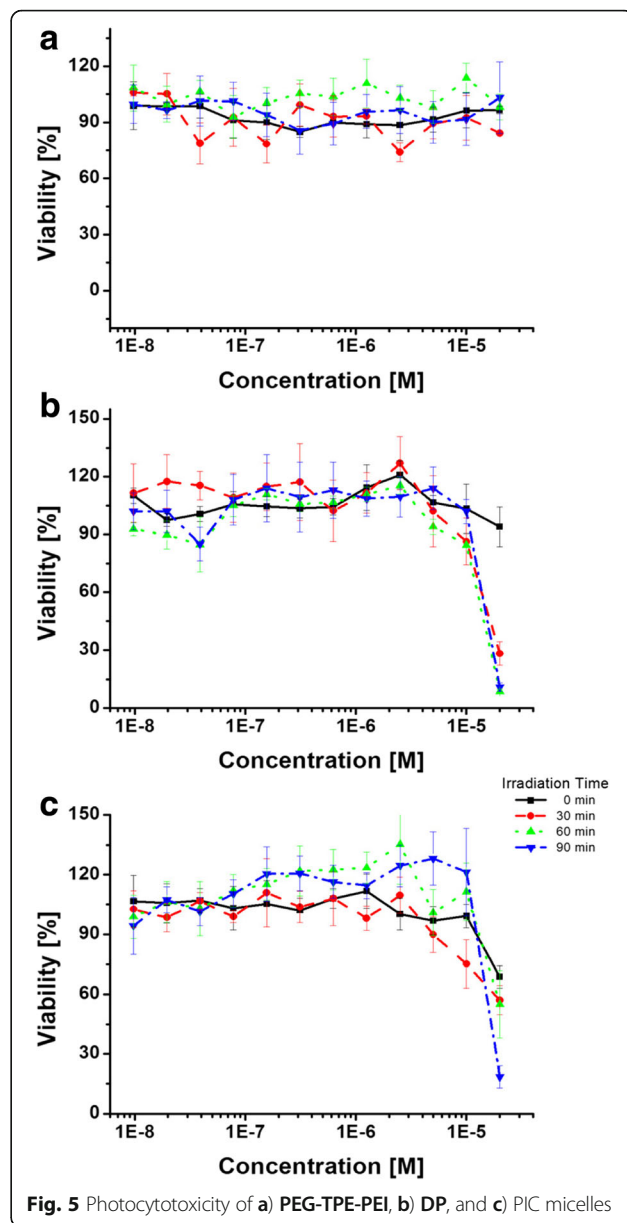 a
120
90
60
30
0
Viability [%]
1E-8 1E-7 1E-6 1E-5
Concentration [M]
b
150
120
90
60
30
0
Viability [%]
1E-8 1E-7 1E-6 1E-5
Concentration [M]
Irradiation Time
0 min
30 min
60 min
90 min
c
150
120
90
60
30
0
Viability [%]
1E-8 1E-7 1E-6 1E-5
Concentration [M]
Fig. 5 Photocytotoxicity of a) PEG-TPE-PEI, b) DP, and c) PIC micelles